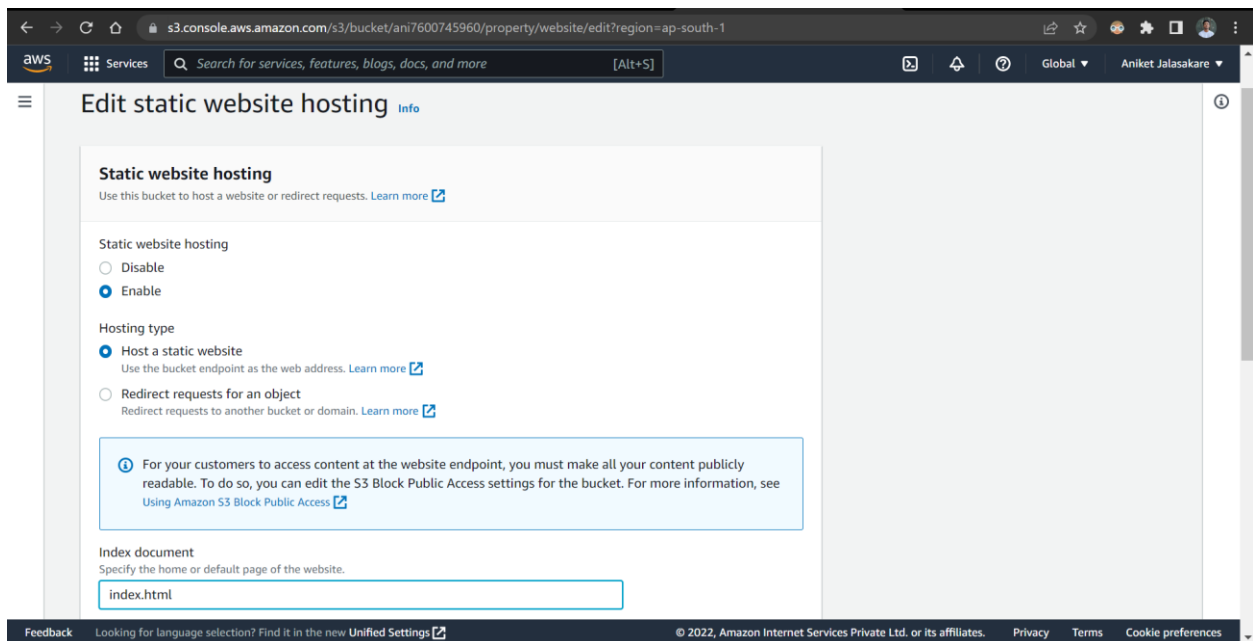 s3.console.aws.amazon.com/s3/bucket/ani7600745960/property/website/edit?region=ap-south-1
aws Services Search for services, features, blogs, docs, and more [Alt+S] Global Aniket Jalasakare
Edit static website hosting Info
Static website hosting
Use this bucket to host a website or redirect requests. Learn more
Static website hosting
Disable
Enable
Hosting type
Host a static website
Use the bucket endpoint as the web address. Learn more
Redirect requests for an object
Redirect requests to another bucket or domain. Learn more
For your customers to access content at the website endpoint, you must make all your content publicly
readable. To do so, you can edit the S3 Block Public Access settings for the bucket. For more information, see
Using Amazon S3 Block Public Access
Index document
Specify the home or default page of the website.
index.html
Feedback Looking for language selection? Find it in the new Unified Settings © 2022, Amazon Internet Services Private Ltd. or its affiliates. Privacy Terms Cookie preferences